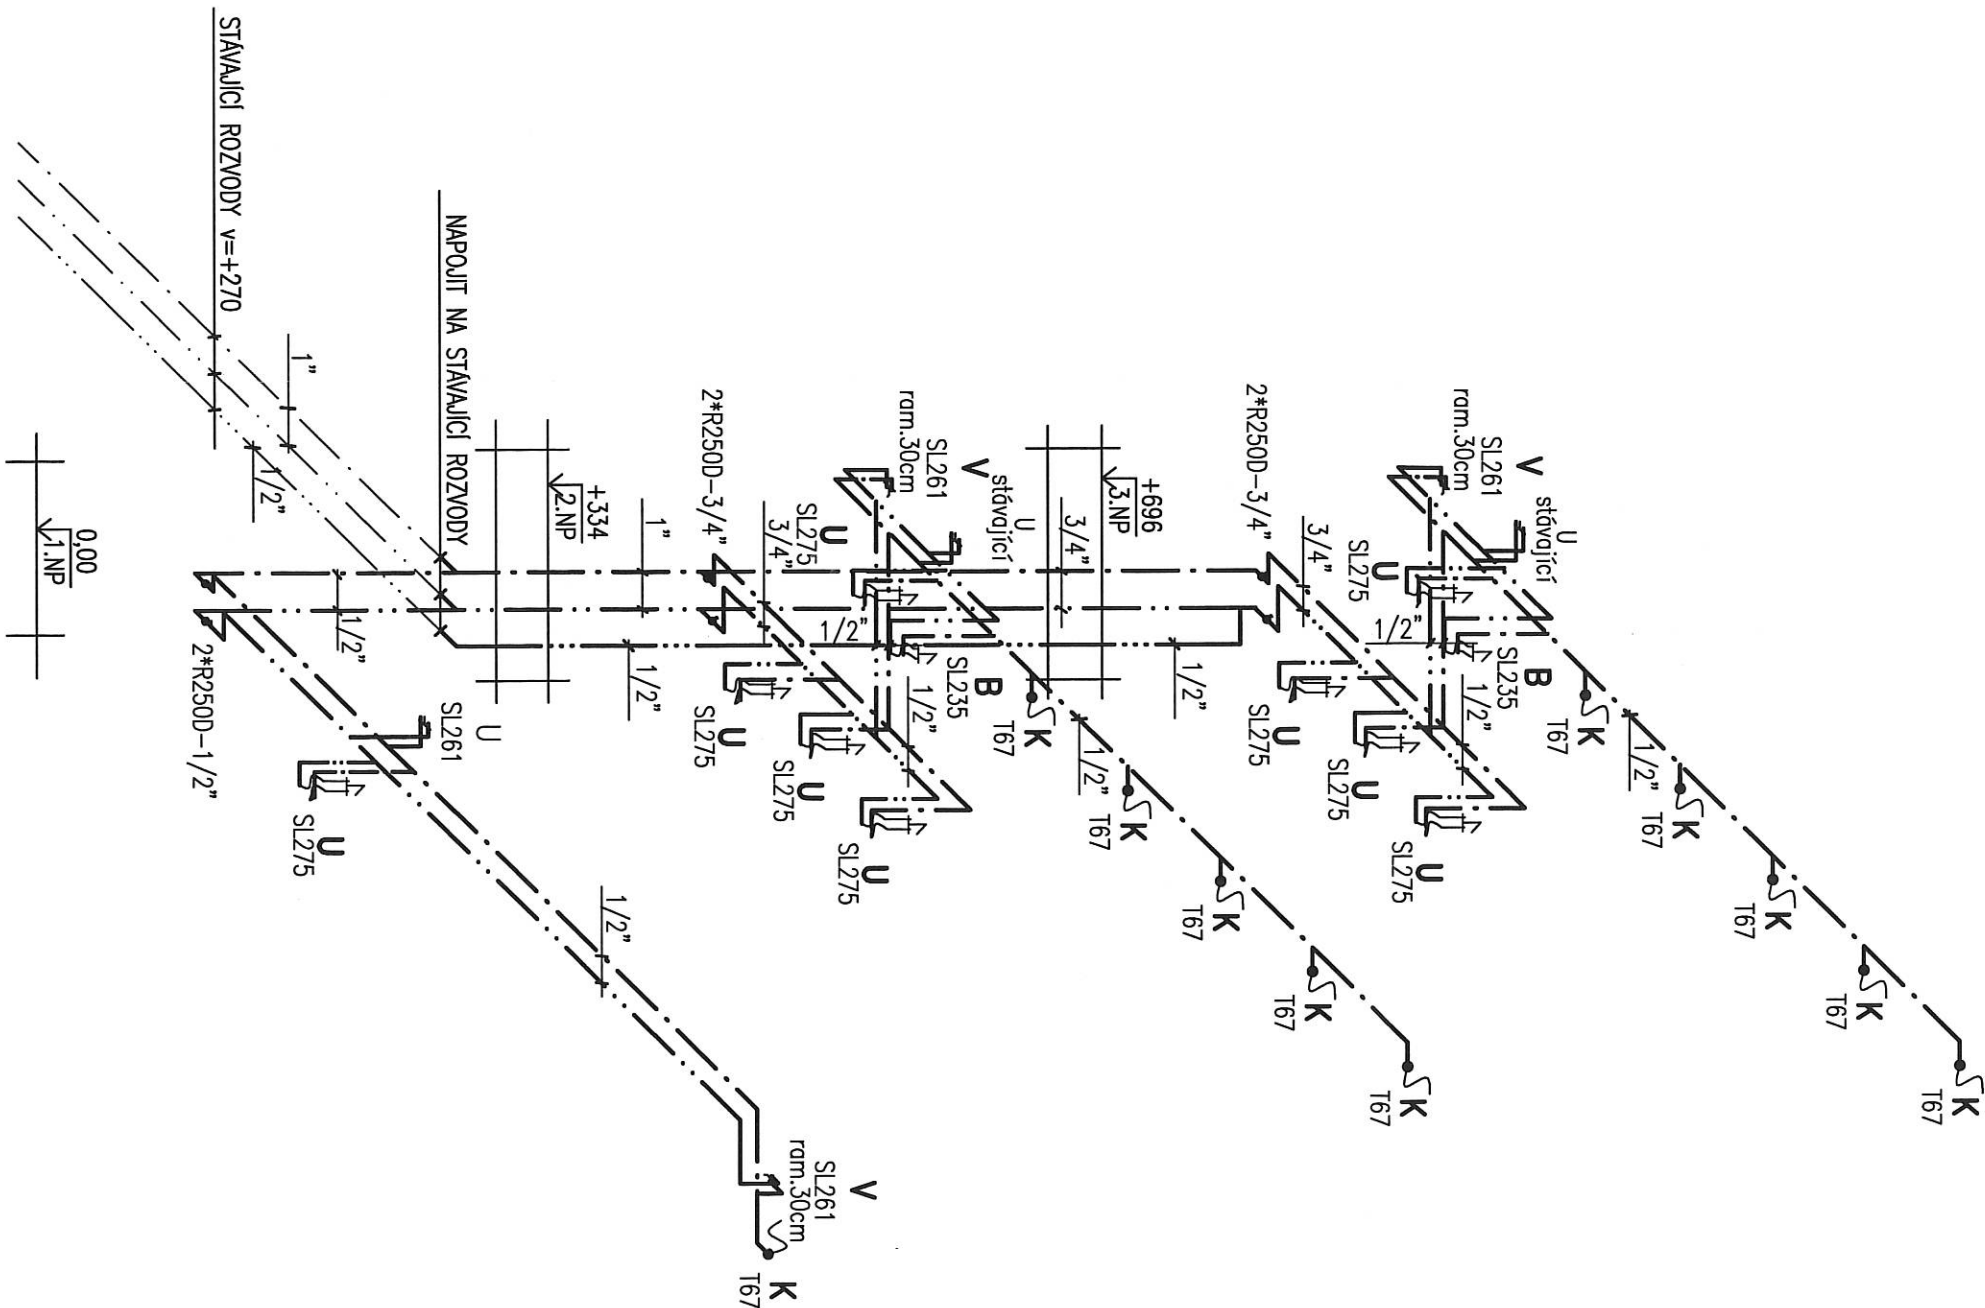 V
SL261
ram.30cm
U
stávající
U
SL275
B
SL235
K
T67
K
T67
K
T67
K
T67
K
T67
1/2"
1/2"
1/2"
U
SL275
U
SL275
U
SL275
3/4"
2*R250D-3/4"
1/2"
+696
3.NP
3/4"
V
SL261
ram.30cm
U
stávající
U
SL275
B
SL235
K
T67
K
T67
K
T67
K
T67
K
T67
1/2"
1/2"
1/2"
U
SL275
U
SL275
U
SL275
3/4"
2*R250D-3/4"
1"
1/2"
+334
2.NP
NAPOJIT NA STÁVAJÍCÍ ROZVODY
U
SL261
U
SL275
1/2"
1/2"
V
SL261
ram.30cm
K
T67
1"
1/2"
STÁVAJÍCÍ ROZVODY v=+270
2*R250D-1/2"
0,00
1.NP